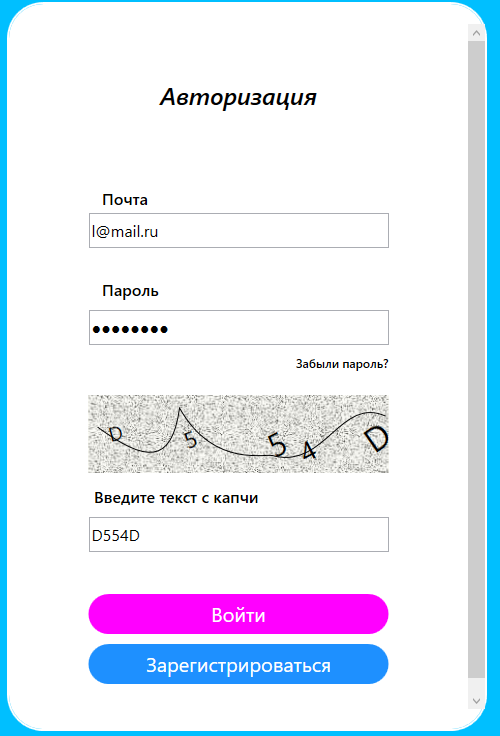 Авторизация
Почта
l@mail.ru
Пароль
●●●●●●●●
Забыли пароль?
D 5 5 4 D
Введите текст с капчи
D554D
Войти
Зарегистрироваться